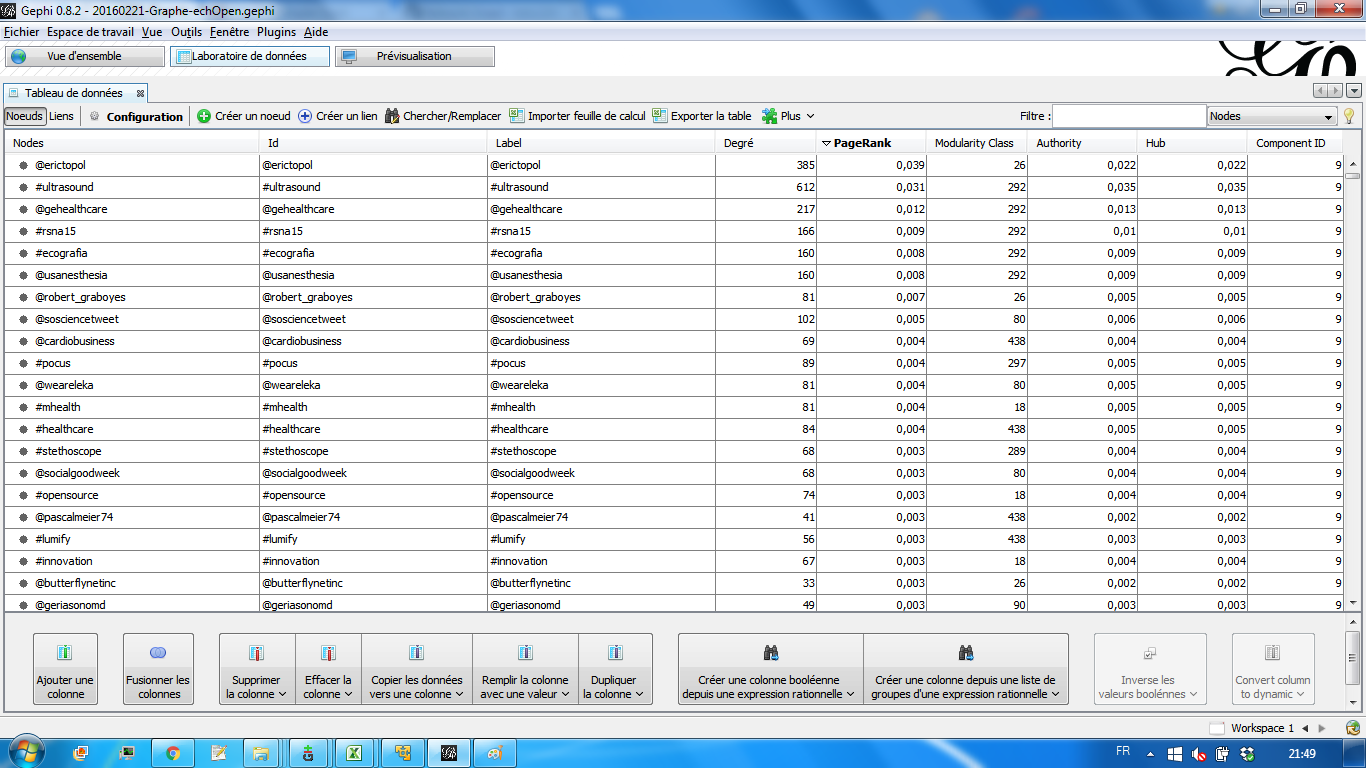 Gephi 0.8.2 - 20160221-Graphe-echOpen.gephi
Fichier Espace de travail Vue Outils Fenêtre Plugins Aide
Vue d'ensemble Laboratoire de données Prévisualisation
Tableau de données
Noeuds Liens Configuration Créer un noeud Créer un lien Chercher/Remplacer Importer feuille de calcul Exporter la table Plus Filtre : Nodes
Nodes Id Label Degré PageRank Modularity Class Authority Hub Component ID
@erictopol @erictopol @erictopol 385 0,039 26 0,022 0,022 9
#ultrasound #ultrasound #ultrasound 612 0,031 292 0,035 0,035 9
@gehealthcare @gehealthcare @gehealthcare 217 0,012 292 0,013 0,013 9
#rsna15 #rsna15 #rsna15 166 0,009 292 0,01 0,01 9
#ecografia #ecografia #ecografia 160 0,008 292 0,009 0,009 9
@usanesthesia @usanesthesia @usanesthesia 160 0,008 292 0,009 0,009 9
@robert_graboyes @robert_graboyes @robert_graboyes 81 0,007 26 0,005 0,005 9
@sosciencetweet @sosciencetweet @sosciencetweet 102 0,005 80 0,006 0,006 9
@cardiobusiness @cardiobusiness @cardiobusiness 69 0,004 438 0,004 0,004 9
#pocus #pocus #pocus 89 0,004 297 0,005 0,005 9
@weareleka @weareleka @weareleka 81 0,004 80 0,005 0,005 9
#mhealth #mhealth #mhealth 81 0,004 18 0,005 0,005 9
#healthcare #healthcare #healthcare 84 0,004 438 0,005 0,005 9
#stethoscope #stethoscope #stethoscope 68 0,003 289 0,004 0,004 9
@socialgoodweek @socialgoodweek @socialgoodweek 68 0,003 80 0,004 0,004 9
#opensource #opensource #opensource 74 0,003 18 0,004 0,004 9
@pascalmeier74 @pascalmeier74 @pascalmeier74 41 0,003 438 0,002 0,002 9
#lumify #lumify #lumify 56 0,003 438 0,003 0,003 9
#innovation #innovation #innovation 67 0,003 18 0,004 0,004 9
@butterflynetinc @butterflynetinc @butterflynetinc 33 0,003 26 0,002 0,002 9
@geriasonomd @geriasonomd @geriasonomd 49 0,003 90 0,003 0,003 9
Ajouter une Fusionner les Supprimer Effacer la Copier les données Remplir la colonne Dupliquer Créer une colonne booléenne Créer une colonne depuis une liste de Inverse les Convert column
colonne colonnes la colonne colonne vers une colonne avec une valeur la colonne depuis une expression rationnelle groupes d'une expression rationnelle valeurs boolénnes to dynamic
Workspace 1
FR 21:49